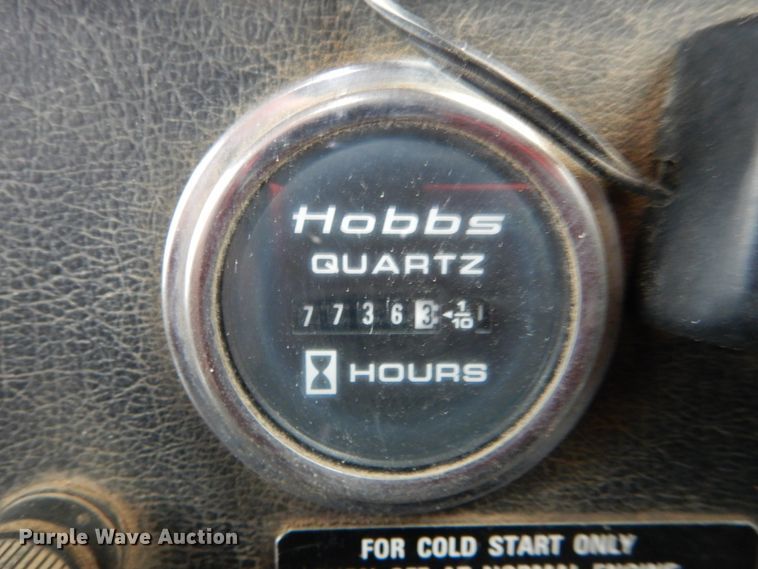 Hobbs
QUARTZ
7 7 3 6 3 ◄ 1/10
HOURS
FOR COLD START ONLY
Purple Wave Auction